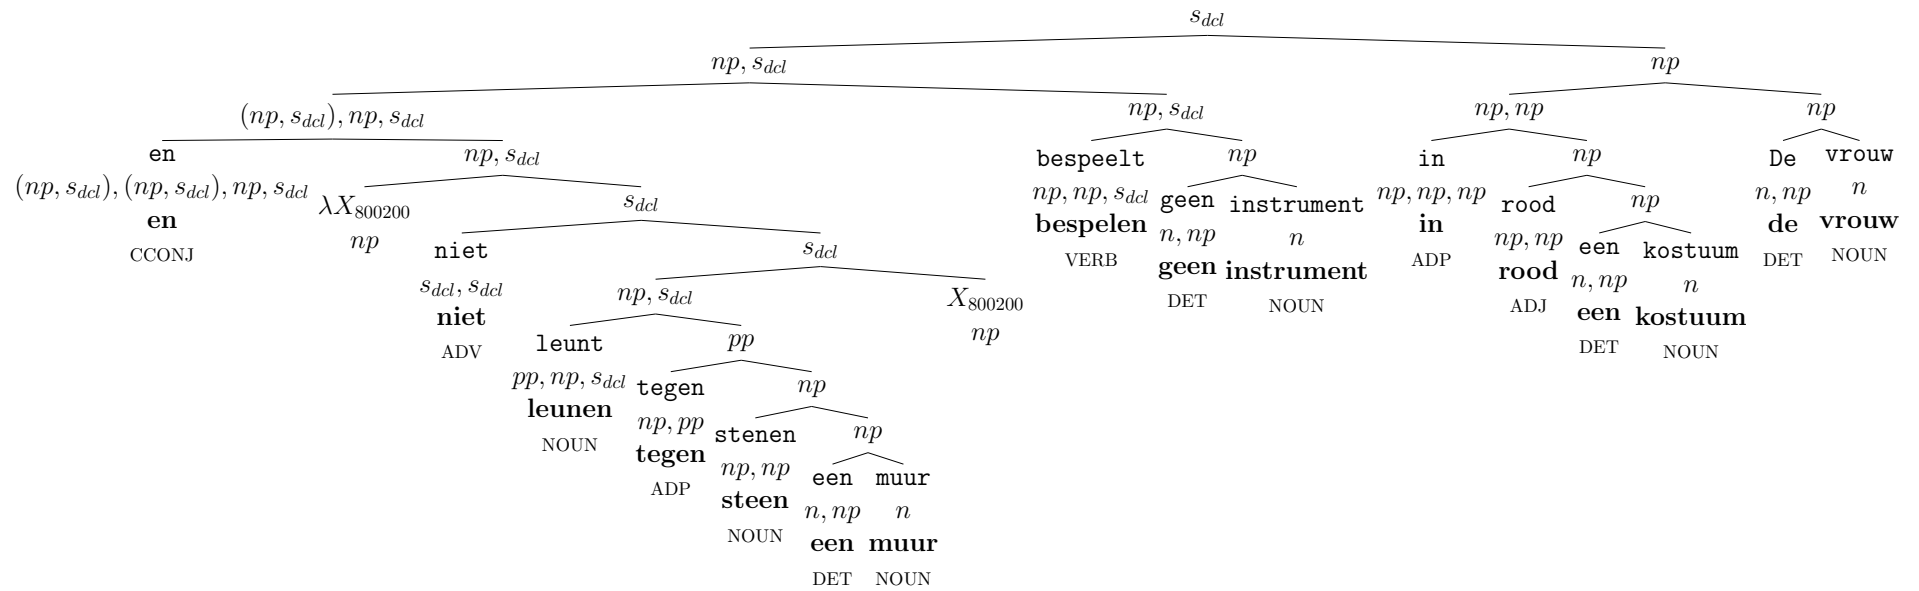 s_dcl
np, s_dcl np
(np, s_dcl), np, s_dcl np, s_dcl np, np np
en np, s_dcl bespeelt np in np De vrouw
(np, s_dcl), (np, s_dcl), np, s_dcl λX_800200 s_dcl np, np, s_dcl geen instrument np, np, np rood np n, np n
en np niet s_dcl bespelen n, np n in np, np een kostuum de vrouw
CCONJ s_dcl, s_dcl np, s_dcl X_800200 VERB geen instrument ADP rood n, np n DET NOUN
niet leunt pp np DET NOUN ADJ een kostuum
ADV pp, np, s_dcl tegen np DET NOUN
leunen np, pp stenen np
NOUN tegen np, np een muur
ADP steen n, np n
NOUN een muur
DET NOUN